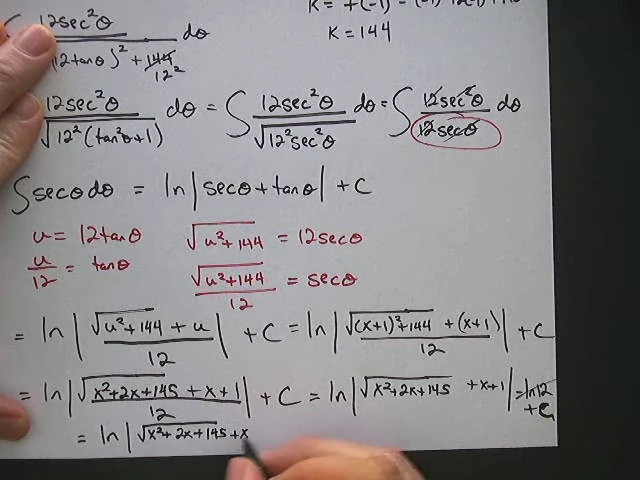 12sec²θ / (12tanθ)² + 144 dθ
12²
K = 144
12sec²θ / √12²(tan²θ+1) dθ = ∫ 12sec²θ / √12²sec²θ dθ = ∫ 12sec²θ / 12secθ dθ
∫secθdθ = ln|secθ+tanθ| + C
u = 12tanθ √u²+144 = 12secθ
u/12 = tanθ √u²+144 / 12 = secθ
= ln| √u²+144 + u / 12 | + C = ln| √(x+1)²+144 + (x+1) / 12 | + C
= ln| √x²+2x+145 + x+1 / 12 | + C = ln| √x²+2x+145 + x+1 | = ln12 + C
= ln| √x²+2x+145 + x